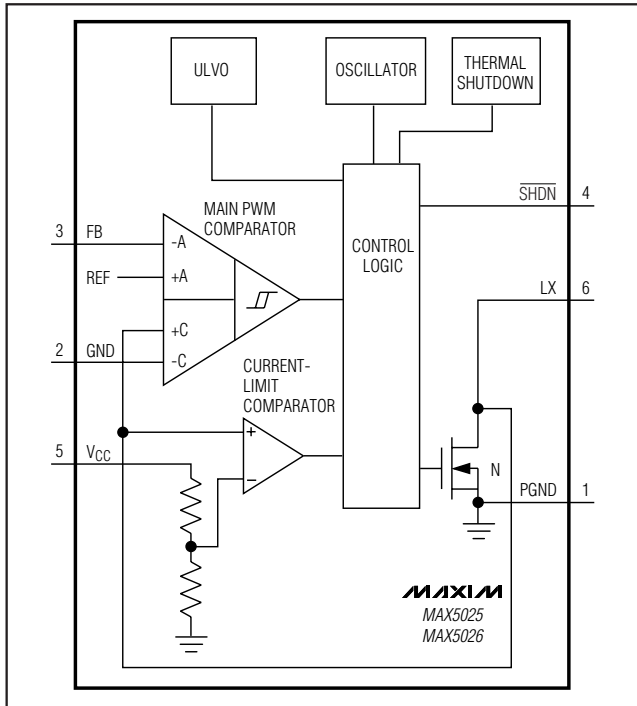 ULVO
OSCILLATOR
THERMAL
SHUTDOWN
SHDN 4
MAIN PWM
COMPARATOR
3 FB
-A
REF
+A
CONTROL
LOGIC
LX 6
+C
2 GND
-C
CURRENT-
LIMIT
COMPARATOR
+
5 VCC
−
N
PGND 1
MAXIM
MAX5025
MAX5026